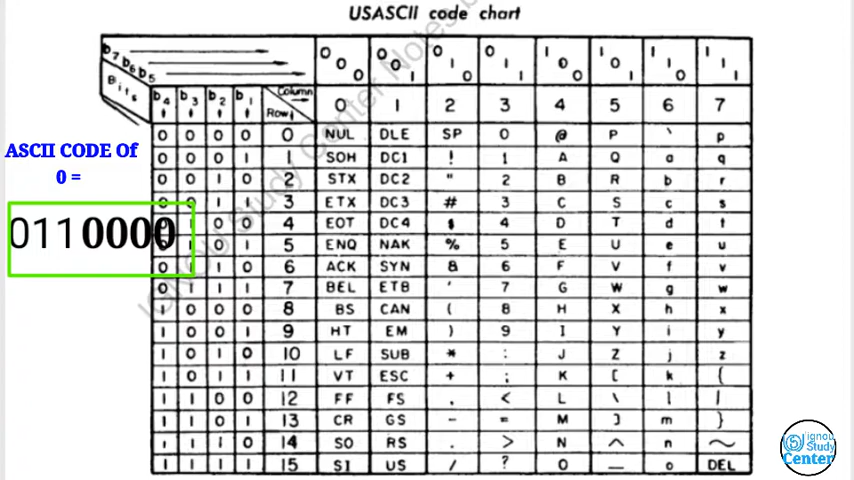 USASCII code chart
b7 b6 b5
Bits
0 0 0 | 0 0 1 | 0 1 0 | 0 1 1 | 1 0 0 | 1 0 1 | 1 1 0 | 1 1 1
b4 b3 b2 b1 Column Row 0 1 2 3 4 5 6 7
0 0 0 0 0 NUL DLE SP 0 @ P ` p
0 0 0 1 1 SOH DC1 ! 1 A Q a q
0 0 1 0 2 STX DC2 " 2 B R b r
0 0 1 1 3 ETX DC3 # 3 C S c s
0 1 0 0 4 EOT DC4 $ 4 D T d t
0 1 0 1 5 ENQ NAK % 5 E U e u
0 1 1 0 6 ACK SYN & 6 F V f v
0 1 1 1 7 BEL ETB ' 7 G W g w
1 0 0 0 8 BS CAN ( 8 H X h x
1 0 0 1 9 HT EM ) 9 I Y i y
1 0 1 0 10 LF SUB * : J Z j z
1 0 1 1 11 VT ESC + ; K [ k {
1 1 0 0 12 FF FS , < L \ l |
1 1 0 1 13 CR GS - = M ] m }
1 1 1 0 14 SO RS . > N ^ n ~
1 1 1 1 15 SI US / ? O _ o DEL
ASCII CODE Of
0 =
0110000
IGNOU Study Center Notes
ignou
Study
Center